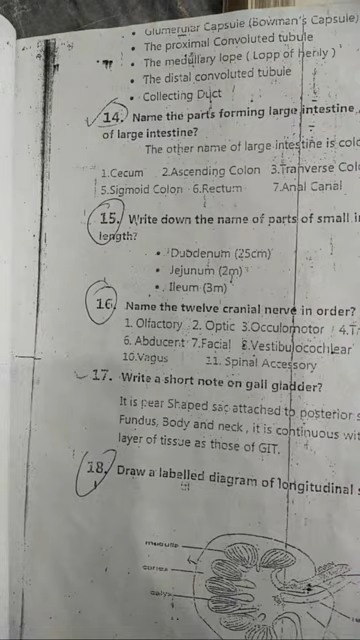 • Glumerular Capsule (Bowman's Capsule)
• The proximal Convoluted tubule
• The medullary lope ( Lopp of henly )
• The distal convoluted tubule
• Collecting Duct
14. Name the parts forming large intestine,
of large intestine?
The other name of large intestine is
1.Cecum 2.Ascending Colon 3.Tranverse
5.Sigmoid Colon 6.Rectum 7.Anal Canal
15. Write down the name of parts of small
length?
• Dubdenum (25cm)
• Jejunum (2m)
• Ileum (3m)
16. Name the twelve cranial nerve in order?
1. Olfactory 2. Optic 3.Occulomotor 4.
6. Abducent 7.Facial 8.Vestibulocochlear
10.Vagus 11. Spinal Accessory
17. Write a short note on gall gladder?
It is pear Shaped sac attached to posterior
Fundus, Body and neck, it is continuous
layer of tissue as those of GIT.
18. Draw a labelled diagram of longitudinal
cortex
calyx